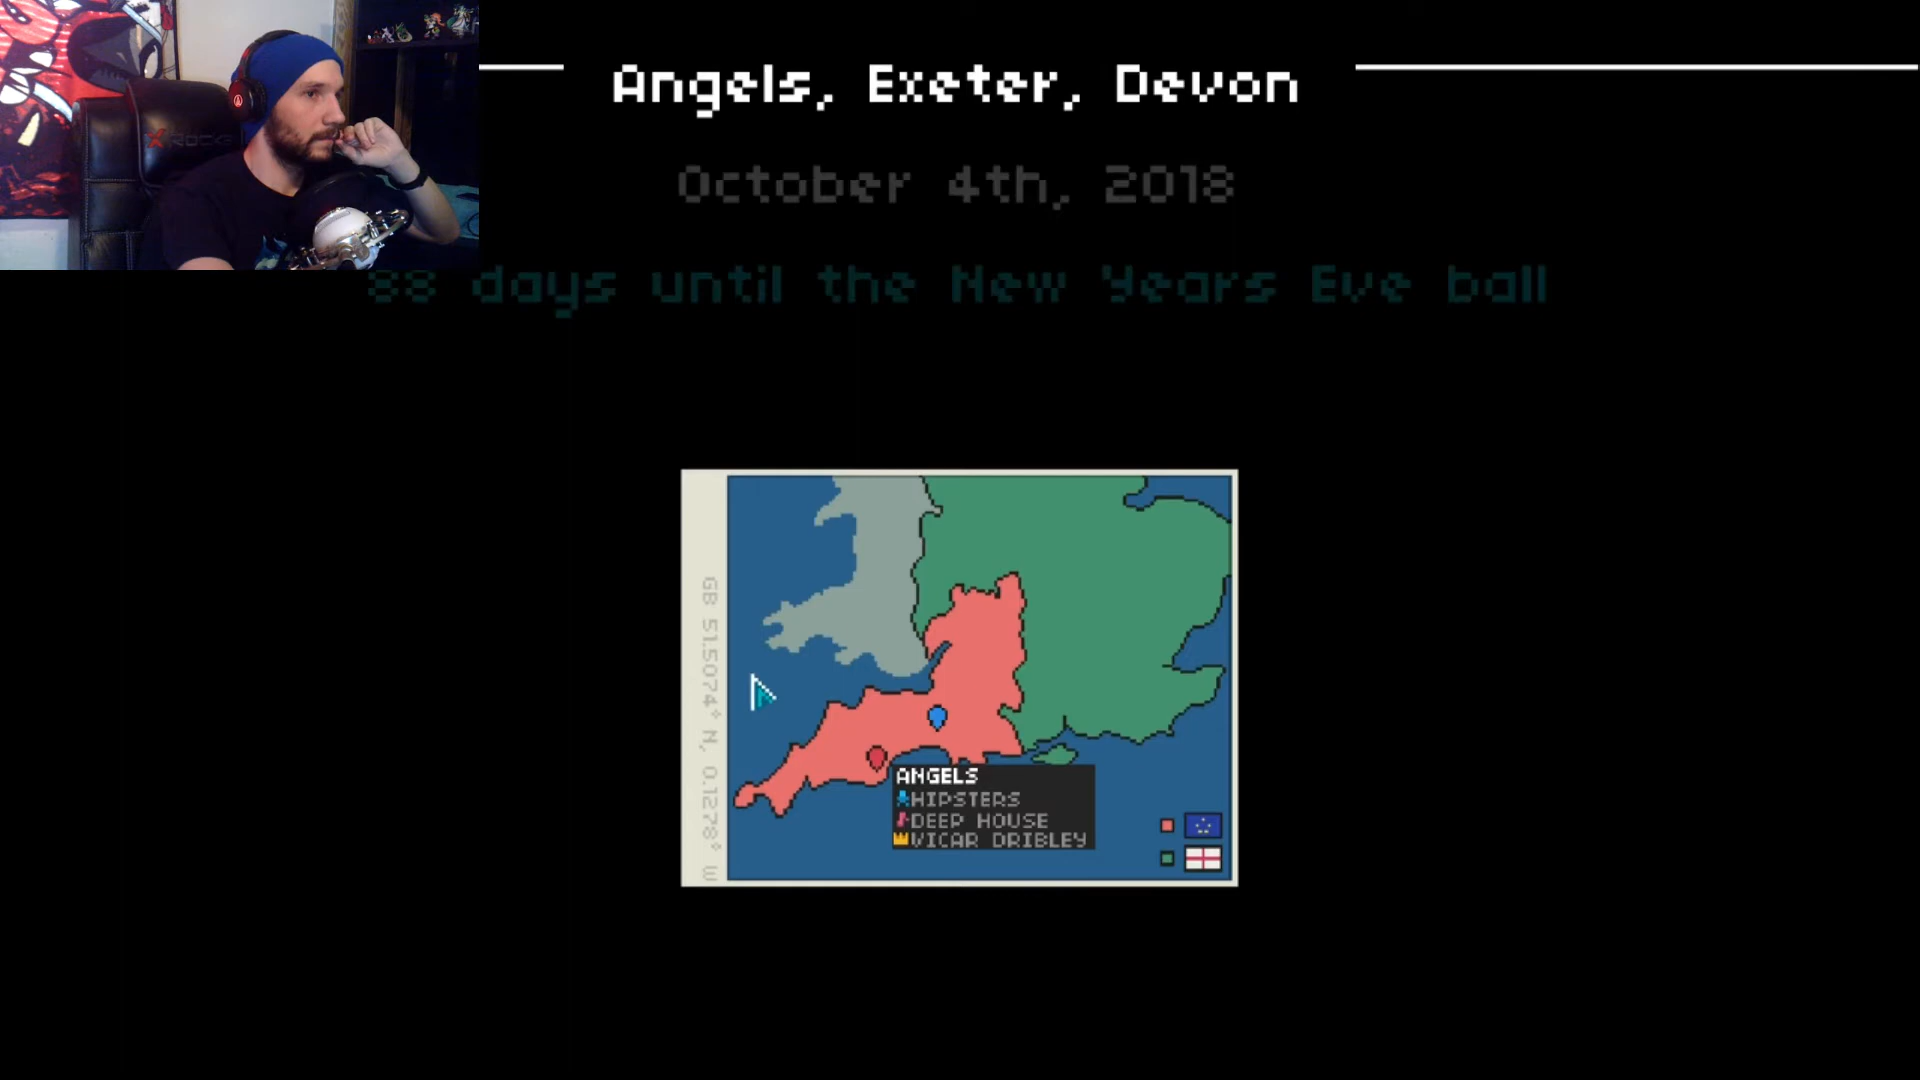 Angels, Exeter, Devon
October 4th, 2018
88 days until the New Years Eve ball
GB 51.5074° N, 0.1278° W
ANGELS
HIPSTERS
DEEP HOUSE
VICAR DRIBLEY
X ROCKER